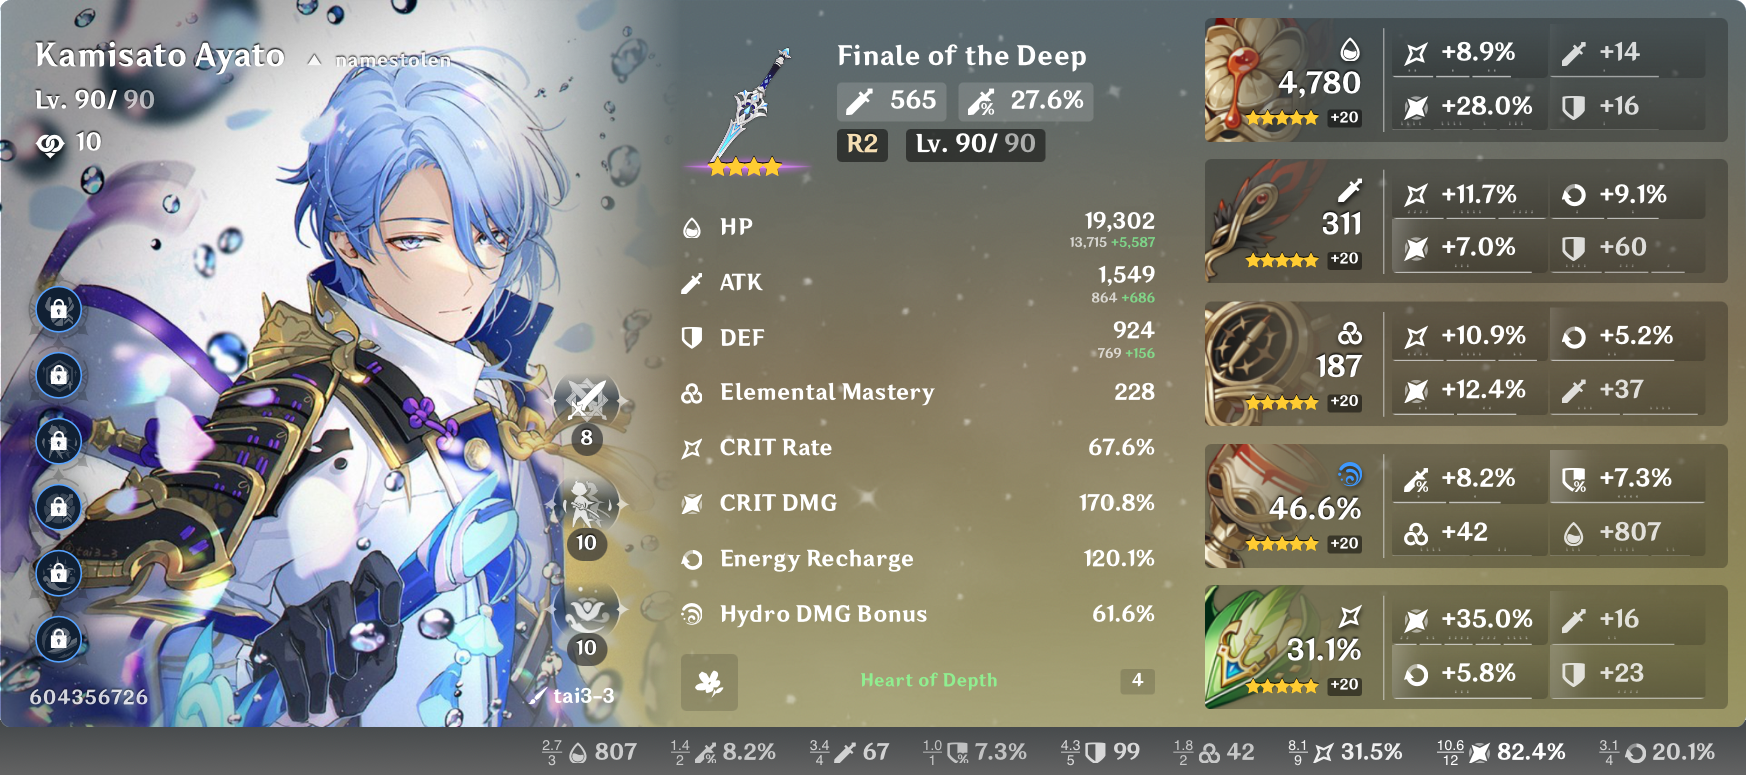 Kamisato Ayato namestolen
Lv. 90/ 90
10
8
10
10
tai3_3
604356726
tai3-3
Finale of the Deep
565 27.6%
R2 Lv. 90/ 90
HP 19,302
13,715 +5,587
ATK 1,549
864 +686
DEF 924
769 +156
Elemental Mastery 228
CRIT Rate 67.6%
CRIT DMG 170.8%
Energy Recharge 120.1%
Hydro DMG Bonus 61.6%
Heart of Depth 4
4,780
+20
+8.9% +14
+28.0% +16
311
+20
+11.7% +9.1%
+7.0% +60
187
+20
+10.9% +5.2%
+12.4% +37
46.6%
+20
+8.2% +7.3%
+42 +807
31.1%
+20
+35.0% +16
+5.8% +23
2.7 3 807 1.4 2 8.2% 3.4 4 67 1.0 1 7.3% 4.3 5 99 1.8 2 42 8.1 9 31.5% 10.6 12 82.4% 3.1 4 20.1%